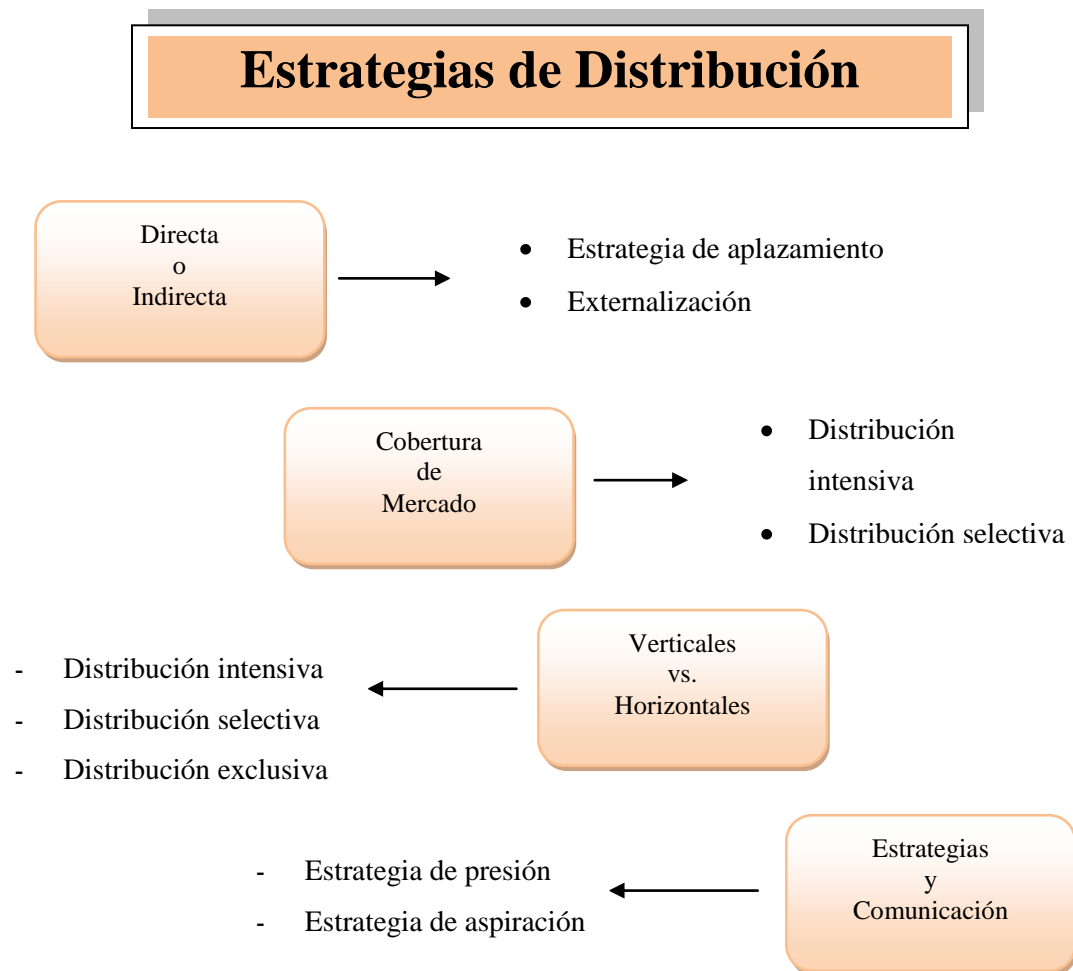 Estrategias de Distribución
Directa
o
Indirecta
• Estrategia de aplazamiento
• Externalización
Cobertura
de
Mercado
• Distribución
intensiva
• Distribución selectiva
Verticales
vs.
Horizontales
- Distribución intensiva
- Distribución selectiva
- Distribución exclusiva
Estrategias
y
Comunicación
- Estrategia de presión
- Estrategia de aspiración